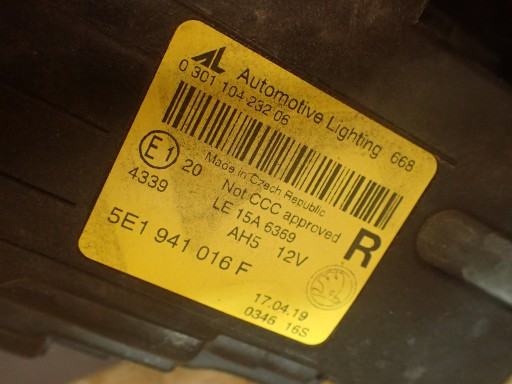 AL Automotive Lighting 668
0 301 104 232 06
Made in Czech Republic
E1 20 Not CCC approved
4339 LE 15A 6369
AH5 12V R
5E1 941 016 F
17.04.19
0346 16S